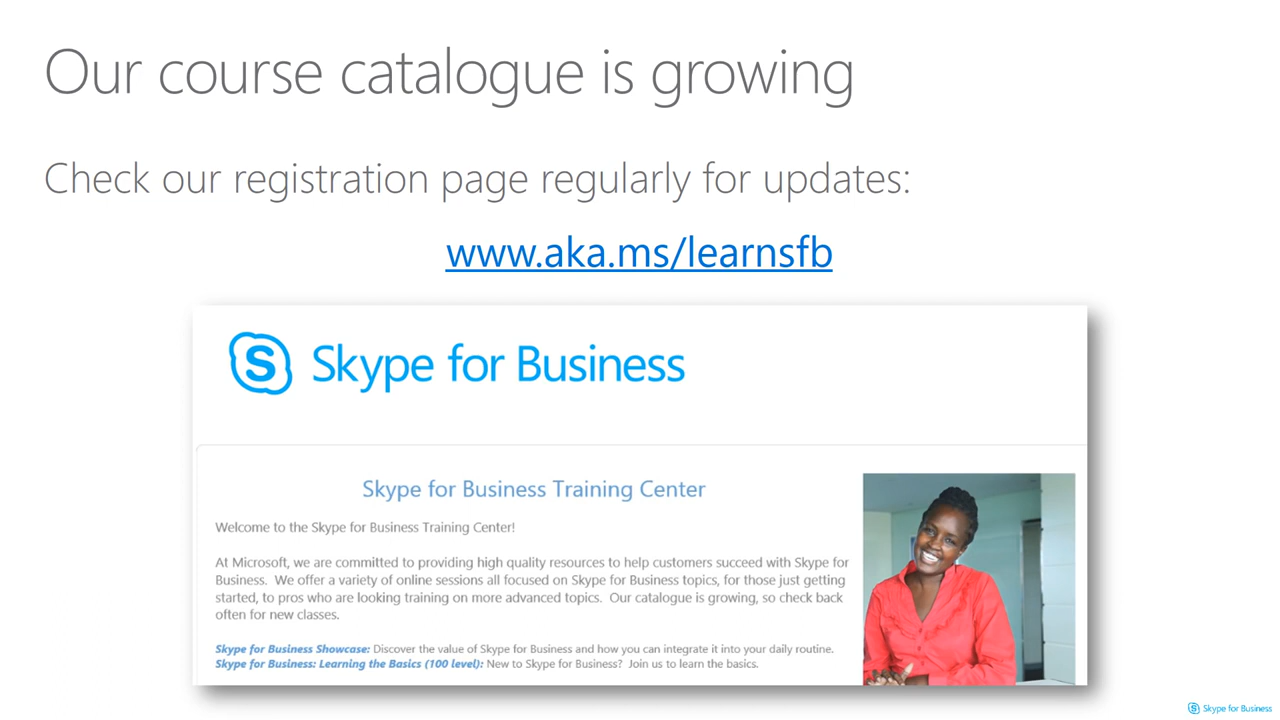 Our course catalogue is growing
Check our registration page regularly for updates:
www.aka.ms/learnsfb
Skype for Business
Skype for Business Training Center
Welcome to the Skype for Business Training Center!
At Microsoft, we are committed to providing high quality resources to help customers succeed with Skype for
Business. We offer a variety of online sessions all focused on Skype for Business topics, for those just getting
started, to pros who are looking training on more advanced topics. Our catalogue is growing, so check back
often for new classes.
Skype for Business Showcase: Discover the value of Skype for Business and how you can integrate it into your daily routine.
Skype for Business: Learning the Basics (100 level): New to Skype for Business? Join us to learn the basics.
Skype for Business